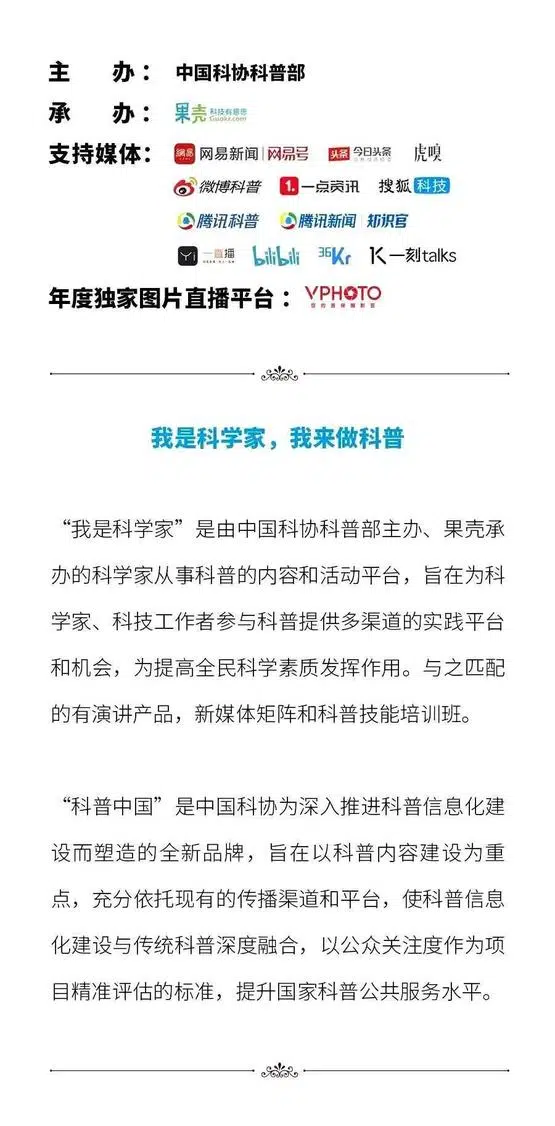 主 办：中国科协科普部
承 办：果壳 科技有意思 Guokr.com
支持媒体：網易 网易新闻｜网易号 头条 今日头条 虎嗅
微博科普 1. 一点资讯 搜狐科技
腾讯科普 腾讯新闻 知识官
Yi 一直播 bilibili 36Kr 一刻talks
年度独家图片直播平台：VPHOTO
我是科学家，我来做科普
“我是科学家”是由中国科协科普部主办、果壳承
办的科学家从事科普的内容和活动平台，旨在为科
学家、科技工作者参与科普提供多渠道的实践平台
和机会，为提高全民科学素质发挥作用。与之匹配
的有演讲产品，新媒体矩阵和科普技能培训班。
“科普中国”是中国科协为深入推进科普信息化建
设而塑造的全新品牌，旨在以科普内容建设为重
点，充分依托现有的传播渠道和平台，使科普信息
化建设与传统科普深度融合，以公众关注度作为项
目精准评估的标准，提升国家科普公共服务水平。